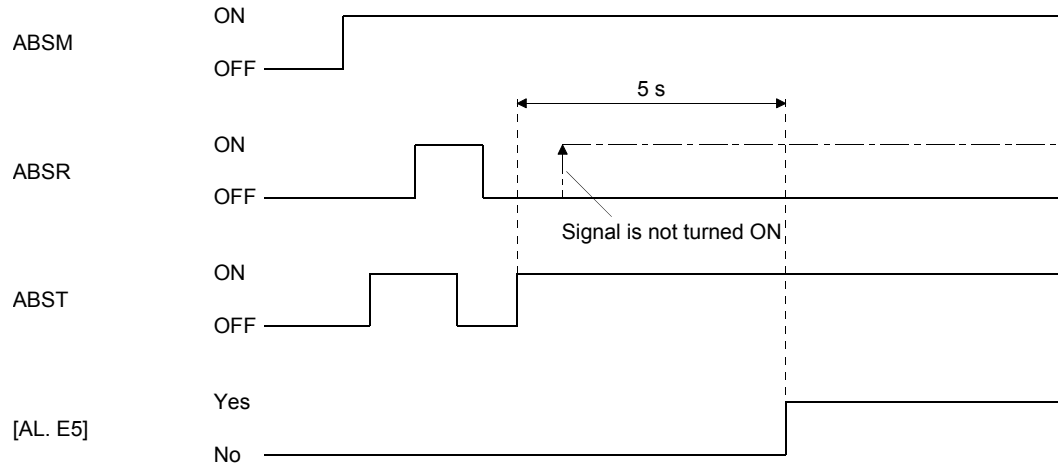 ON
ABSM
OFF
5 s
ON
ABSR
OFF
Signal is not turned ON
ON
ABST
OFF
Yes
[AL. E5]
No